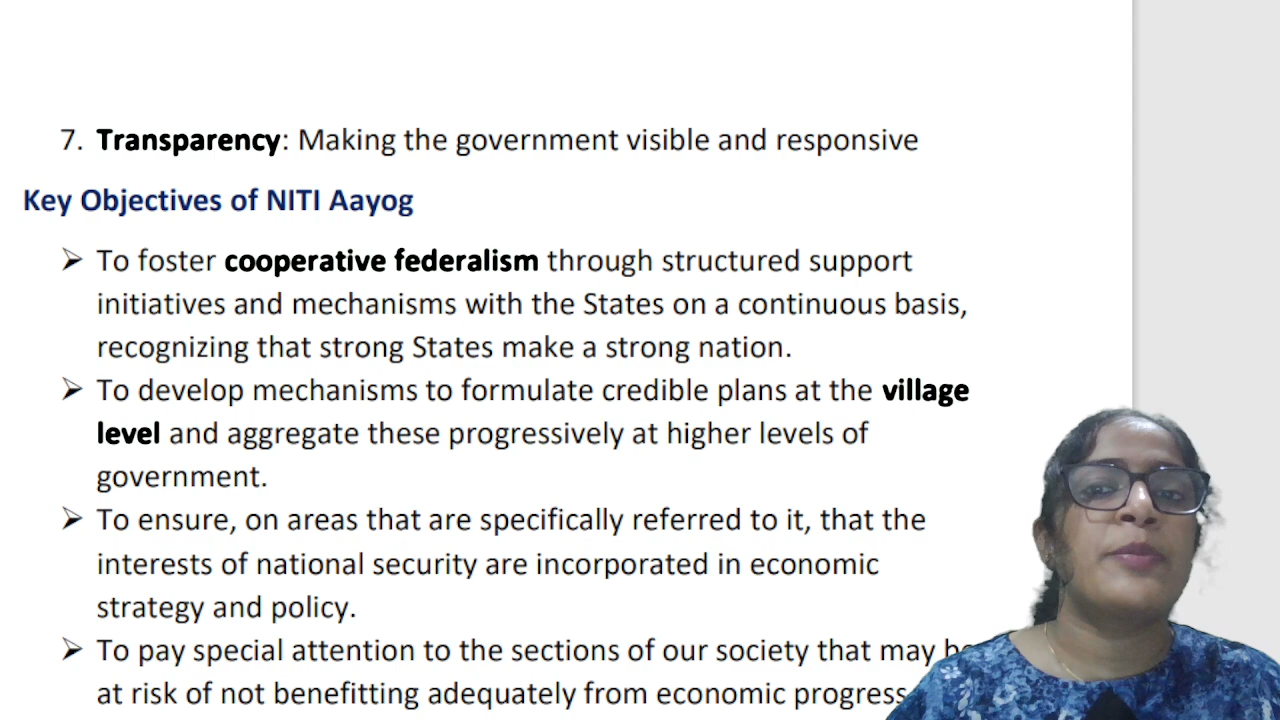 7. Transparency: Making the government visible and responsive
Key Objectives of NITI Aayog
➢ To foster cooperative federalism through structured support
initiatives and mechanisms with the States on a continuous basis,
recognizing that strong States make a strong nation.
➢ To develop mechanisms to formulate credible plans at the village
level and aggregate these progressively at higher levels of
government.
➢ To ensure, on areas that are specifically referred to it, that the
interests of national security are incorporated in economic
strategy and policy.
➢ To pay special attention to the sections of our society that may be
at risk of not benefitting adequately from economic progress